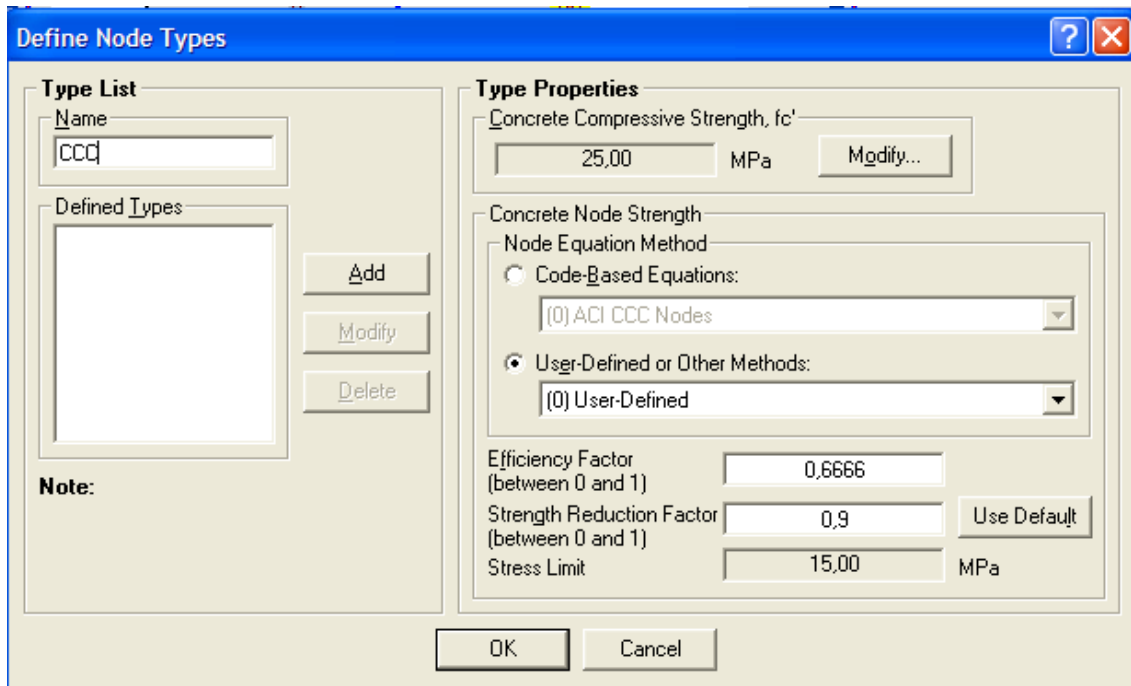 Define Node Types
Type List
Name
CCC
Defined Types
Add
Modify
Delete
Note:
Type Properties
Concrete Compressive Strength, fc'
25,00 MPa Modify...
Concrete Node Strength
Node Equation Method
Code-Based Equations:
(0) ACI CCC Nodes
User-Defined or Other Methods:
(0) User-Defined
Efficiency Factor
(between 0 and 1)
0,6666
Strength Reduction Factor
(between 0 and 1)
0,9
Use Default
Stress Limit 15,00 MPa
OK Cancel